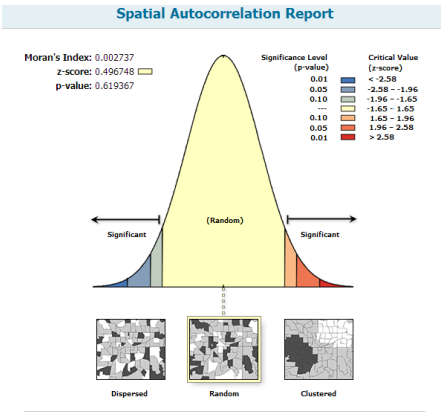 Spatial Autocorrelation Report
Moran's Index: 0.002737
z-score: 0.496748
p-value: 0.619367
Significance Level (p-value)
Critical Value (z-score)
0.01 < -2.58
0.05 -2.58 – -1.96
0.10 -1.96 – -1.65
--- -1.65 – 1.65
0.10 1.65 – 1.96
0.05 1.96 – 2.58
0.01 > 2.58
(Random)
Significant
Significant
Dispersed
Random
Clustered